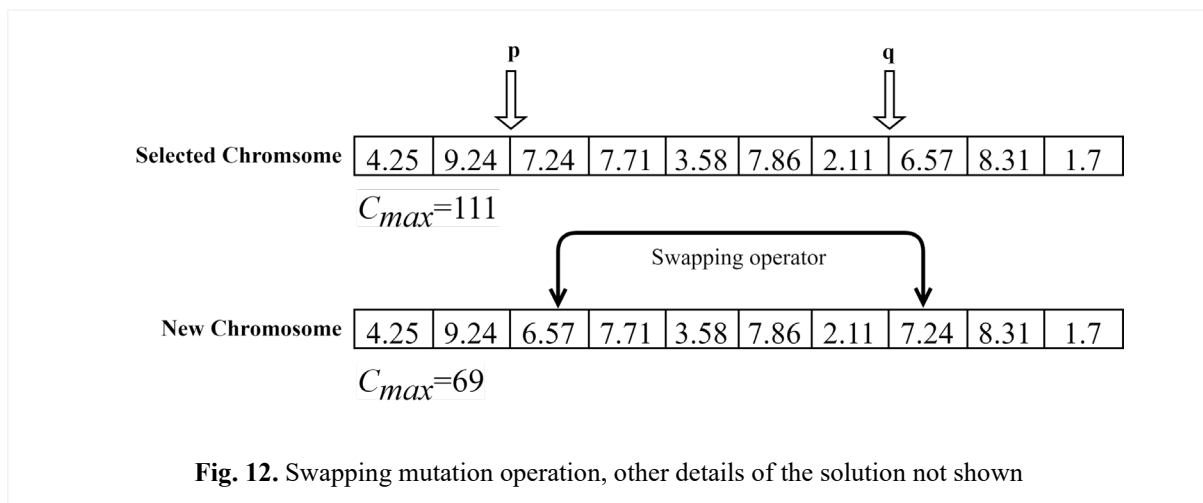 p q
Selected Chromsome 4.25 9.24 7.24 7.71 3.58 7.86 2.11 6.57 8.31 1.7
Cmax=111
Swapping operator
New Chromosome 4.25 9.24 6.57 7.71 3.58 7.86 2.11 7.24 8.31 1.7
Cmax=69
Fig. 12. Swapping mutation operation, other details of the solution not shown